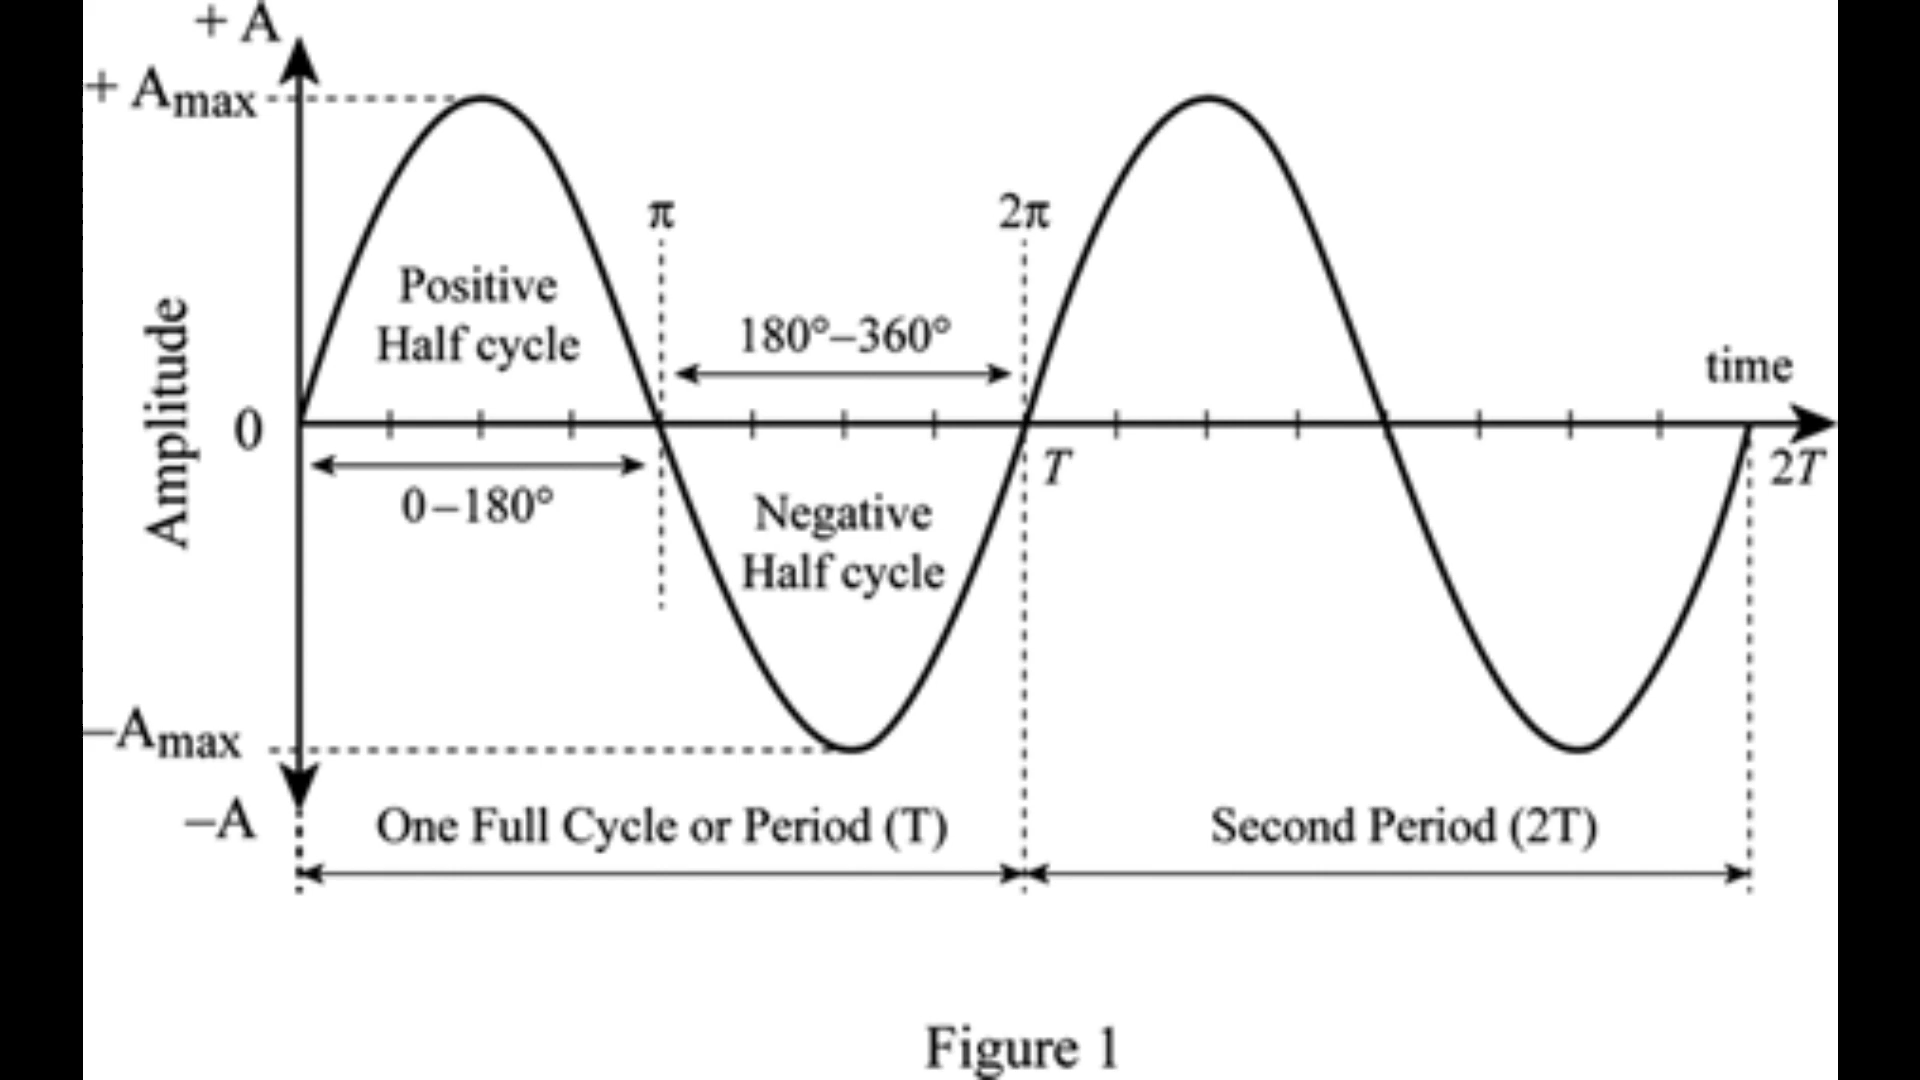 + A
+ Amax
π
2π
Positive
Half cycle
180°–360°
time
Amplitude
0
T
2T
0–180°
Negative
Half cycle
–Amax
–A
One Full Cycle or Period (T)
Second Period (2T)
Figure 1